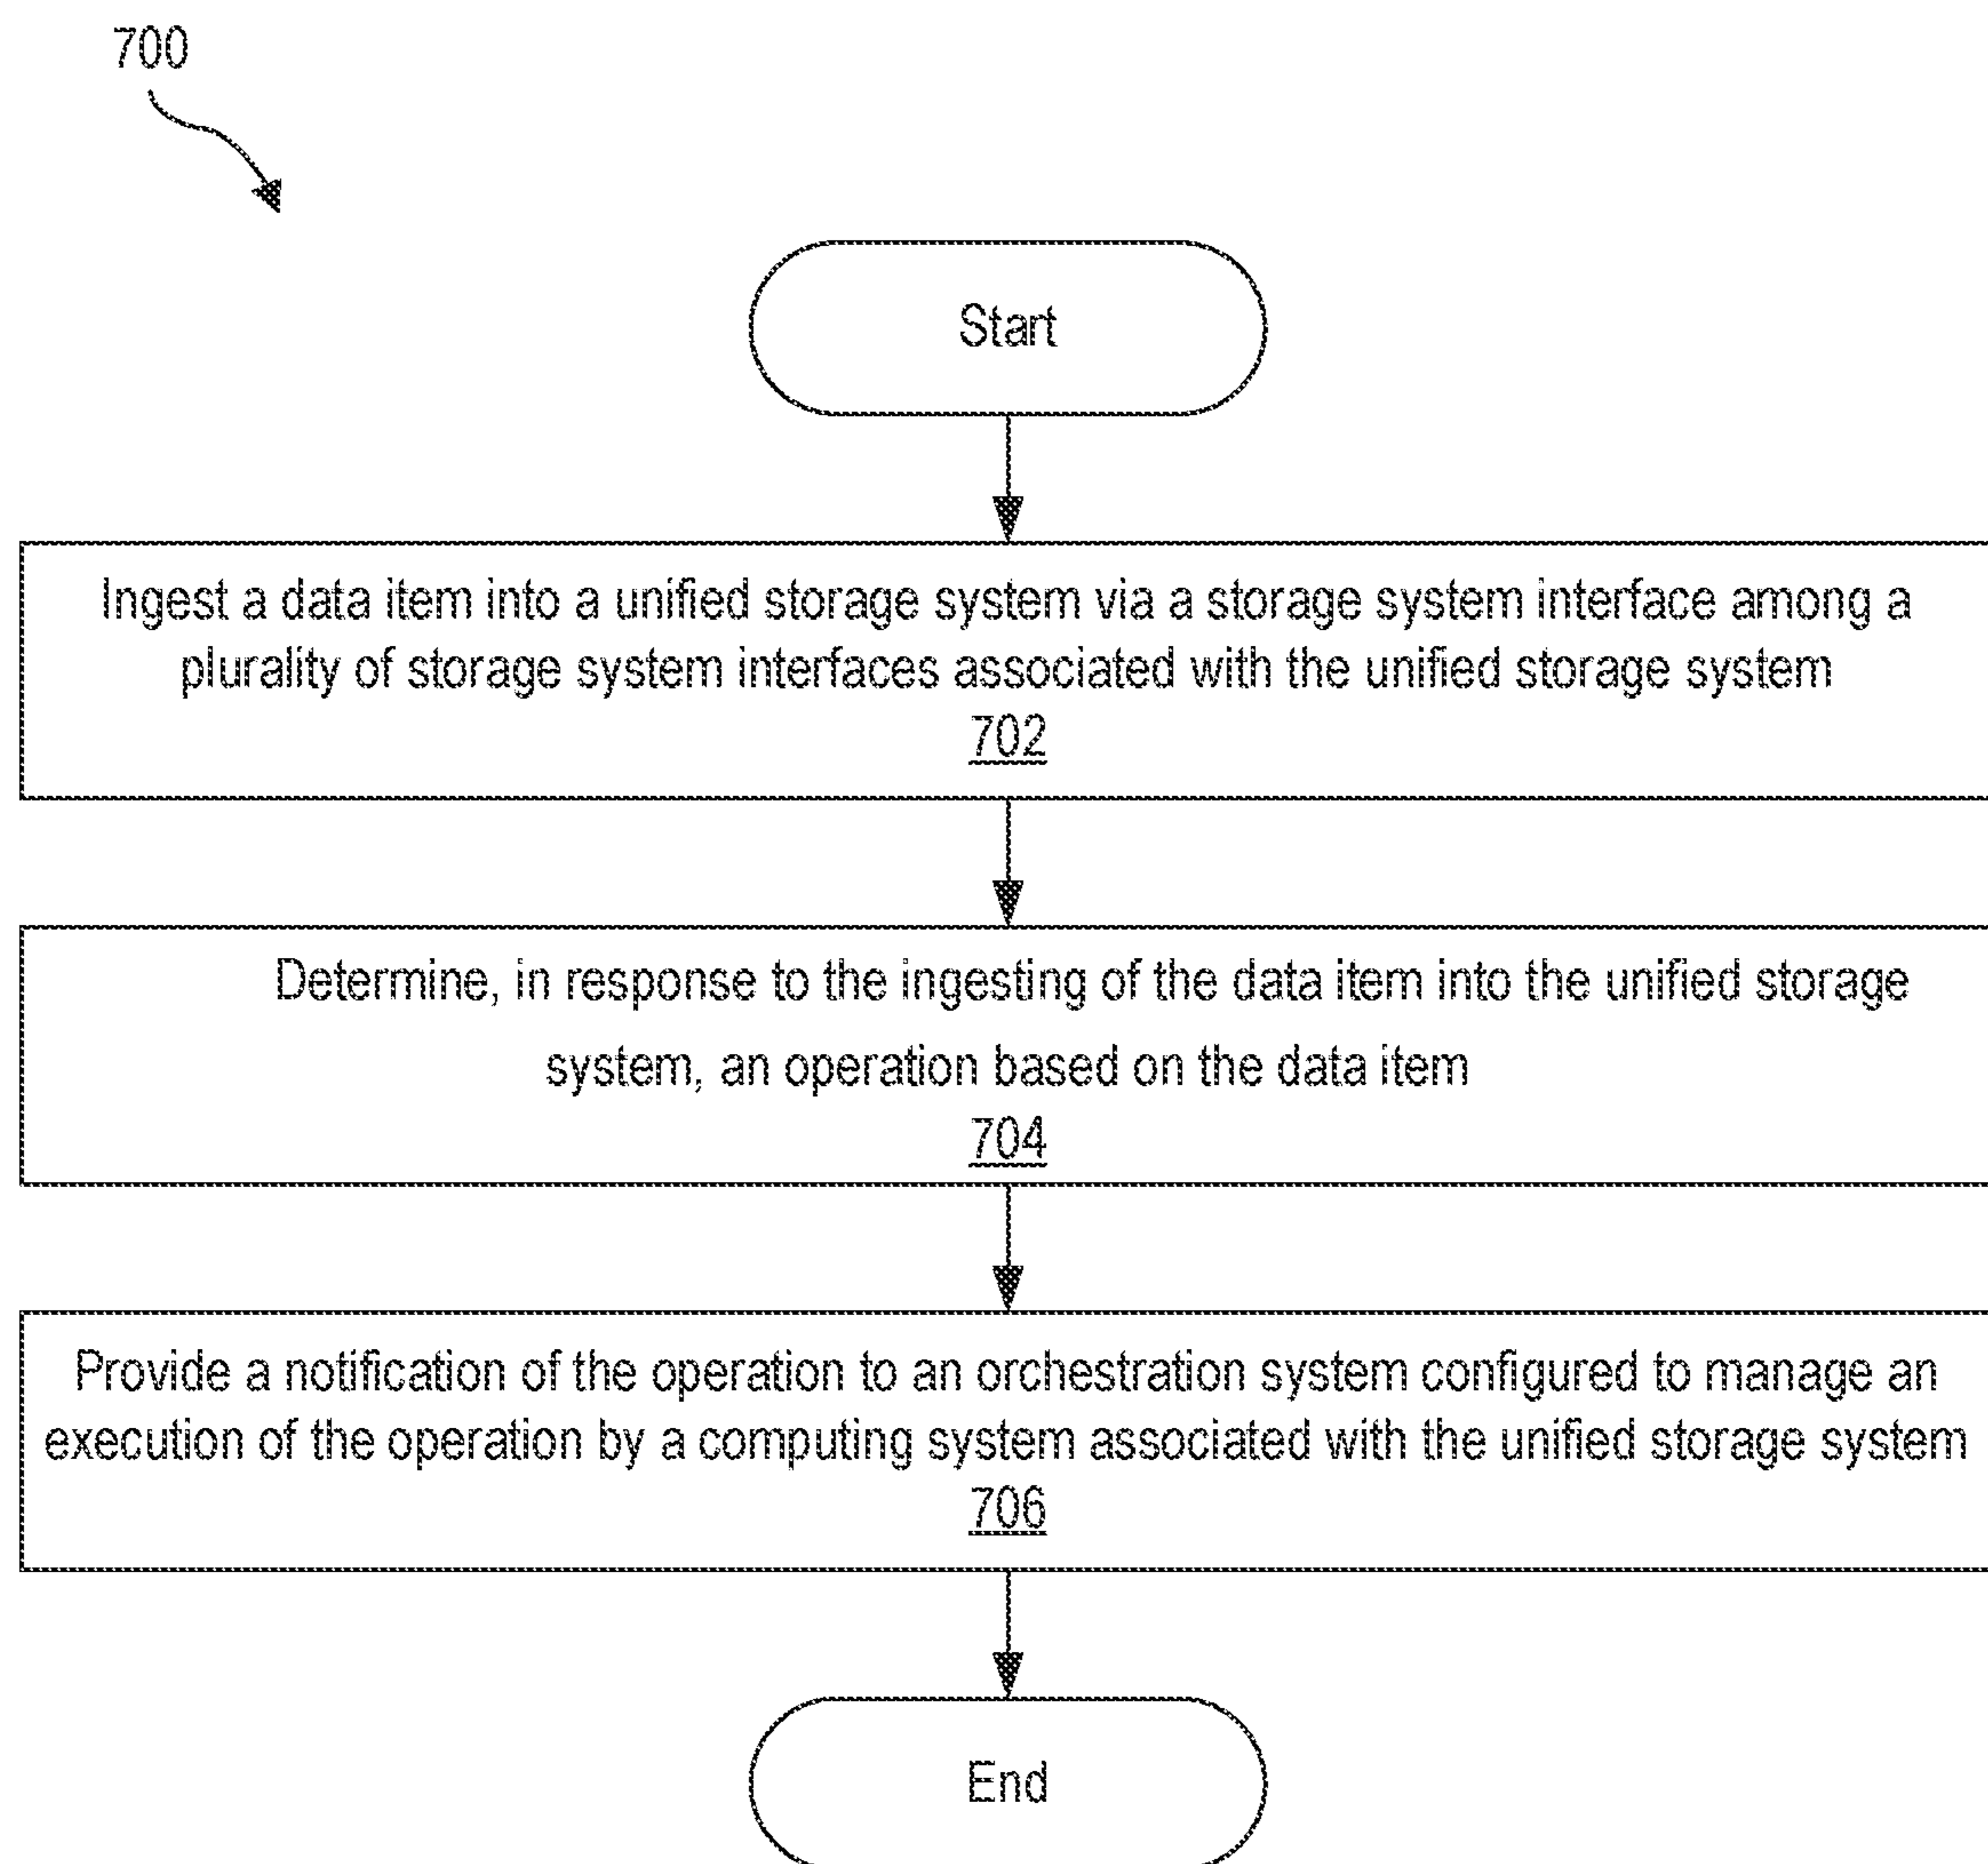 700
Start
Ingest a data item into a unified storage system via a storage system interface among a
plurality of storage system interfaces associated with the unified storage system
702
Determine, in response to the ingesting of the data item into the unified storage
system, an operation based on the data item
704
Provide a notification of the operation to an orchestration system configured to manage an
execution of the operation by a computing system associated with the unified storage system
706
End